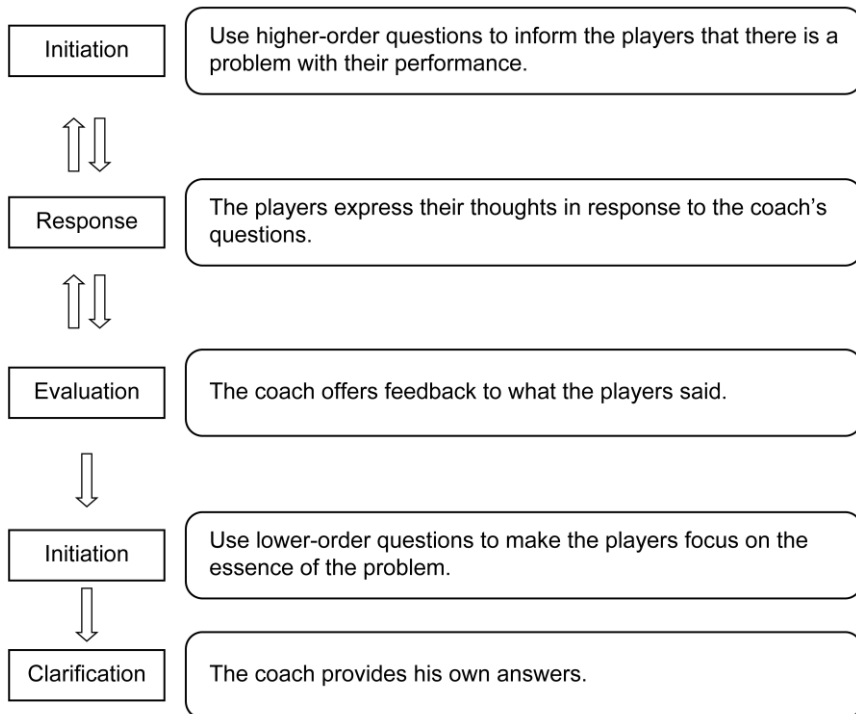 Initiation
Use higher-order questions to inform the players that there is a
problem with their performance.
Response
The players express their thoughts in response to the coach’s
questions.
Evaluation
The coach offers feedback to what the players said.
Initiation
Use lower-order questions to make the players focus on the
essence of the problem.
Clarification
The coach provides his own answers.